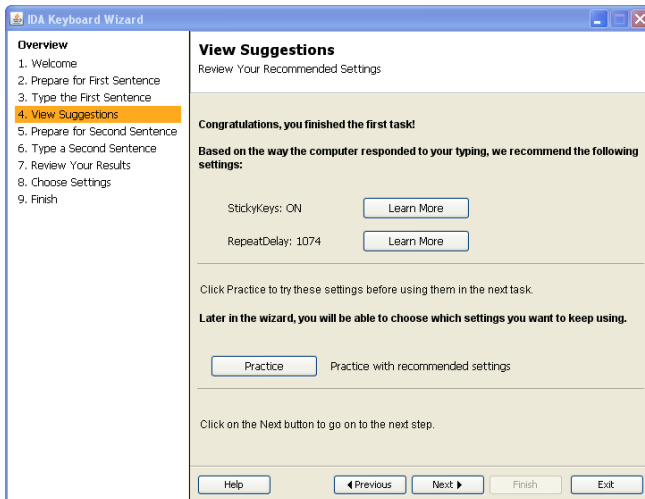 IDA Keyboard Wizard
Overview
1. Welcome
2. Prepare for First Sentence
3. Type the First Sentence
4. View Suggestions
5. Prepare for Second Sentence
6. Type a Second Sentence
7. Review Your Results
8. Choose Settings
9. Finish
View Suggestions
Review Your Recommended Settings
Congratulations, you finished the first task!
Based on the way the computer responded to your typing, we recommend the following
settings:
StickyKeys: ON
Learn More
RepeatDelay: 1074
Learn More
Click Practice to try these settings before using them in the next task.
Later in the wizard, you will be able to choose which settings you want to keep using.
Practice
Practice with recommended settings
Click on the Next button to go on to the next step.
Help
Previous
Next
Finish
Exit